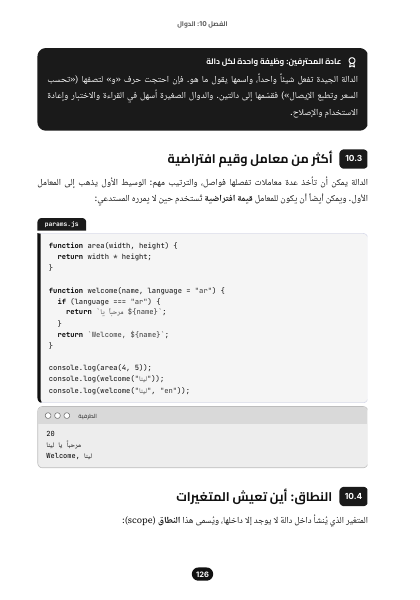 الفصل 10: الدوال
عادة المحترفين: وظيفة واحدة لكل دالة
الدالة الجيدة تفعل شيئاً واحداً، واسمها يقول ما هو. فإن احتجت حرف «و» لتصفها («تحسب
السعر وتطبع الإيصال») فقسّمها إلى دالتين. والدوال الصغيرة أسهل في القراءة والاختبار وإعادة
الاستخدام والإصلاح.
10.3 أكثر من معامل وقيم افتراضية
الدالة يمكن أن تأخذ عدة معاملات تفصلها فواصل، والترتيب مهم: الوسيط الأول يذهب إلى المعامل
الأول. ويمكن أيضاً أن يكون للمعامل قيمة افتراضية تُستخدم حين لا يمرره المستدعي:
params.js
function area(width, height) {
  return width * height;
}
function welcome(name, language = "ar") {
  if (language === "ar") {
    return `مرحباً يا ${name}`;
  }
  return `Welcome, ${name}`;
}
console.log(area(4, 5));
console.log(welcome("لينا"));
console.log(welcome("لينا", "en"));
الطرفية
20
مرحباً يا لينا
Welcome, لينا
10.4 النطاق: أين تعيش المتغيرات
المتغير الذي يُنشأ داخل دالة لا يوجد إلا داخلها، ويُسمى هذا النطاق (scope):
126